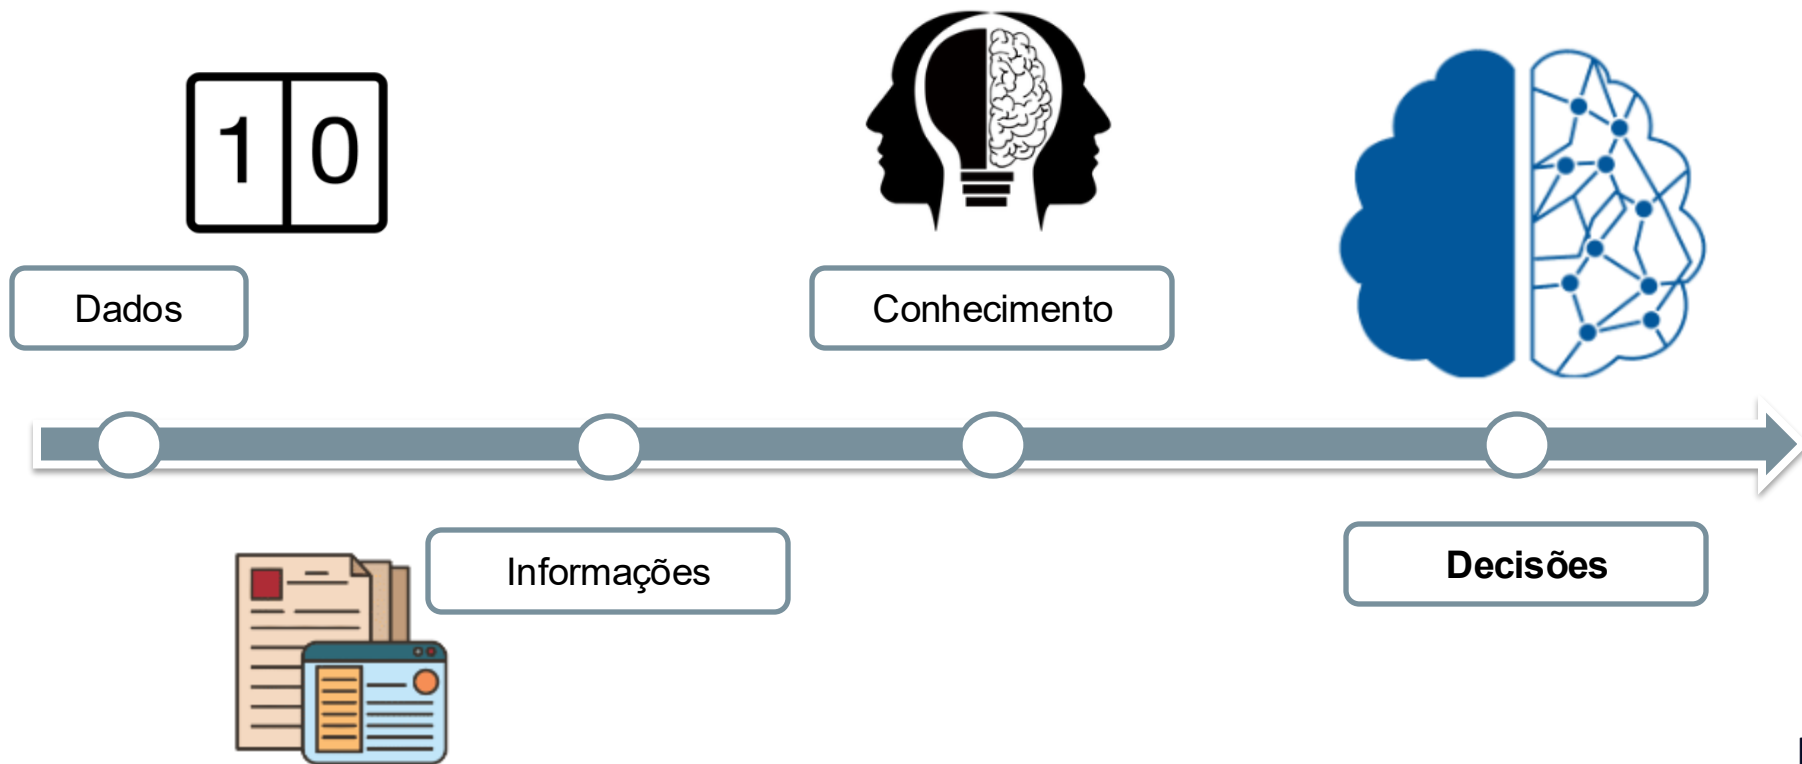 1 0
Dados
Conhecimento
Informações
Decisões